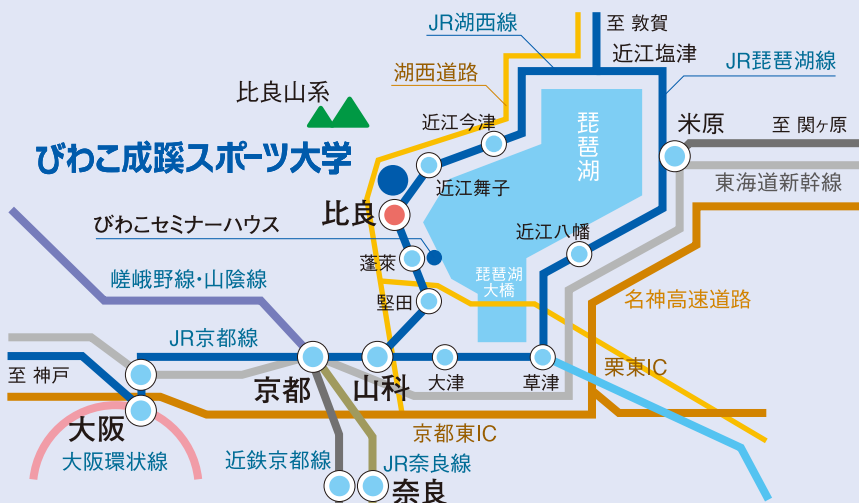 JR湖西線
至 敦賀
近江塩津
JR琵琶湖線
湖西道路
比良山系
近江今津
琵琶湖
米原
至 関ヶ原
びわこ成蹊スポーツ大学
近江舞子
東海道新幹線
比良
びわこセミナーハウス
近江八幡
蓬莱
琵琶湖
大橋
嵯峨野線・山陰線
堅田
名神高速道路
JR京都線
栗東IC
至 神戸
京都
山科
大津
草津
大阪
京都東IC
大阪環状線
近鉄京都線
JR奈良線
奈良